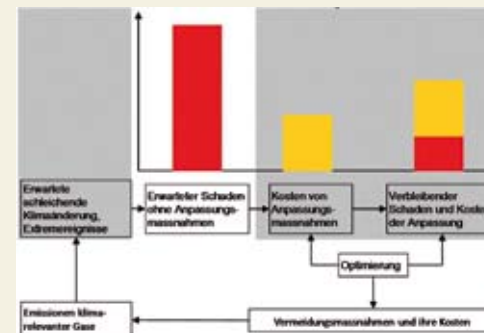 Erwartete
schleichende
Klimaänderung,
Extremereignisse
Erwarteter Schaden
ohne Anpassungs-
massnahmen
Kosten von
Anpassungs-
massnahmen
Verbleibender
Schaden und Kosten
der Anpassung
Optimierung
Emissionen klima-
relevanter Gase
Vermeidungsmassnahmen und ihre Kosten